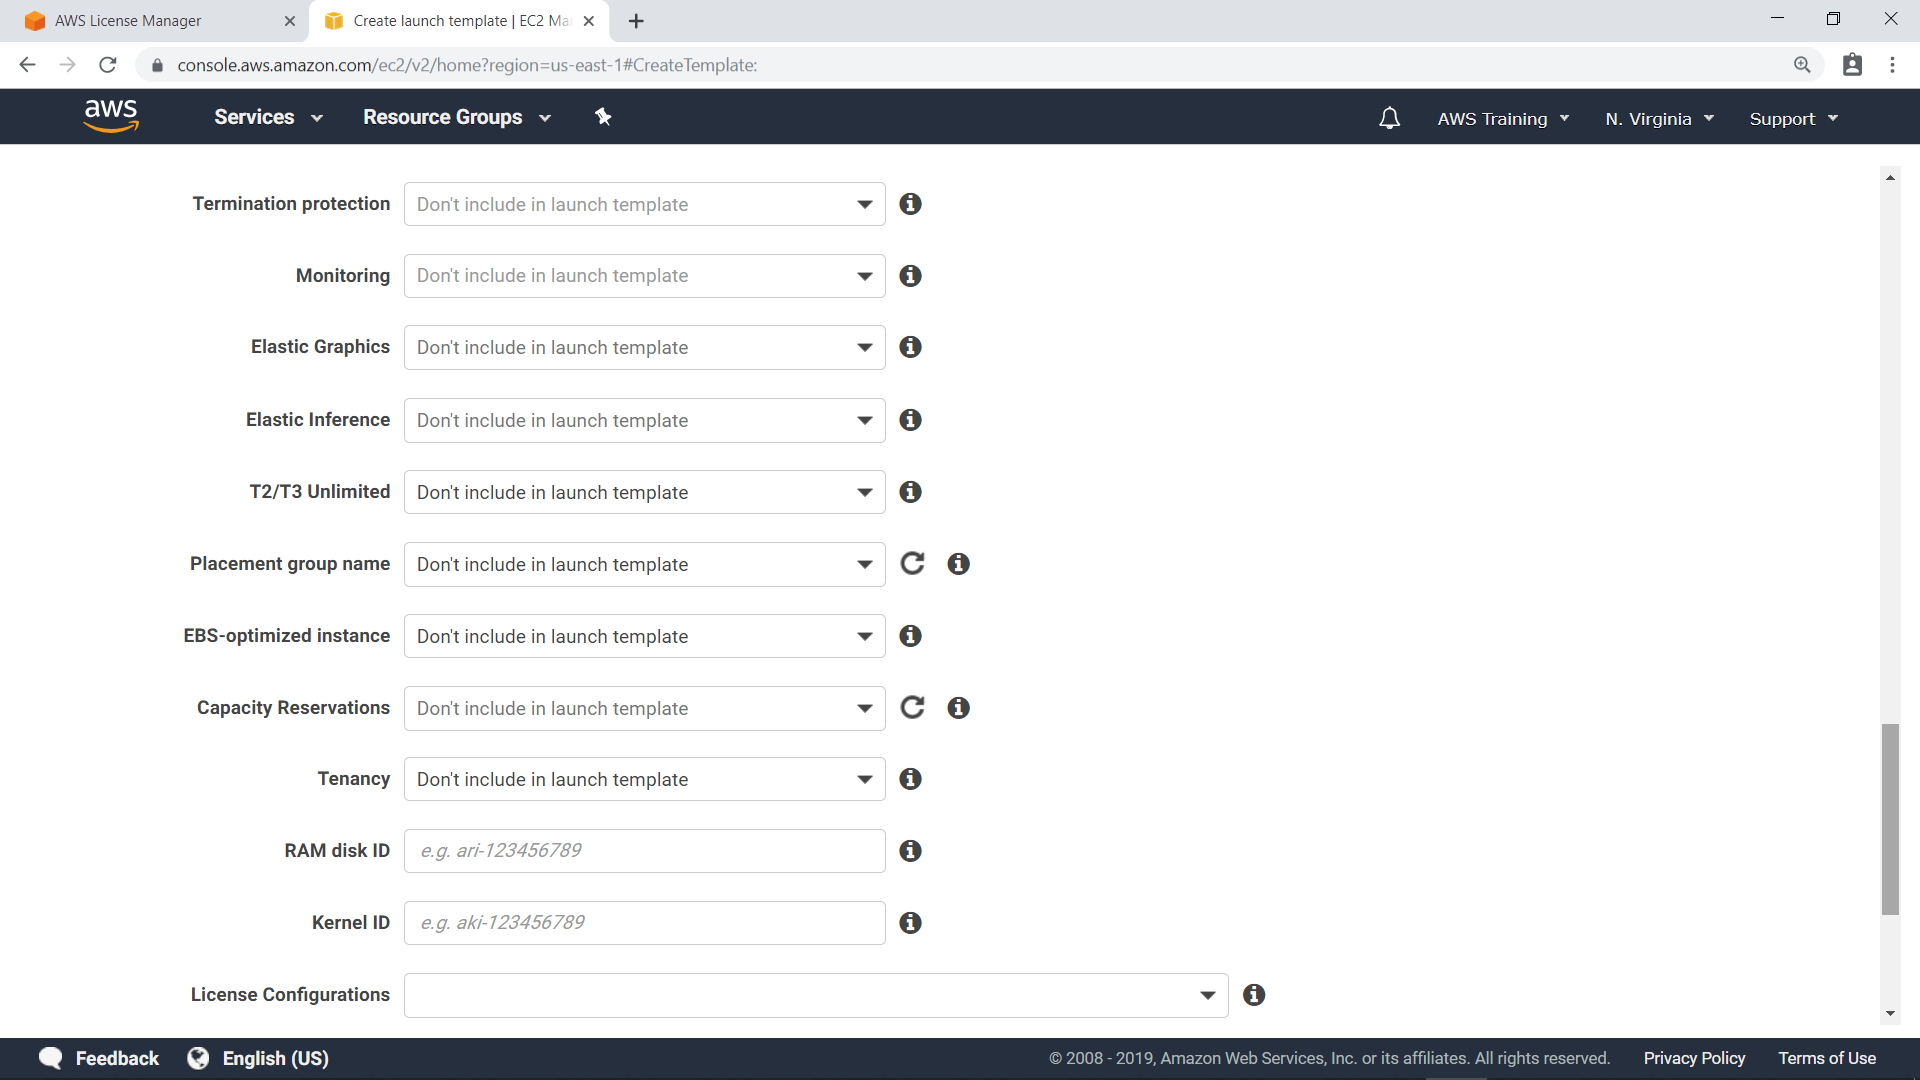 AWS License Manager
Create launch template | EC2 Ma
console.aws.amazon.com/ec2/v2/home?region=us-east-1#CreateTemplate:
aws Services Resource Groups AWS Training N. Virginia Support
Termination protection Don't include in launch template
Monitoring Don't include in launch template
Elastic Graphics Don't include in launch template
Elastic Inference Don't include in launch template
T2/T3 Unlimited Don't include in launch template
Placement group name Don't include in launch template
EBS-optimized instance Don't include in launch template
Capacity Reservations Don't include in launch template
Tenancy Don't include in launch template
RAM disk ID e.g. ari-123456789
Kernel ID e.g. aki-123456789
License Configurations
Feedback English (US) © 2008 - 2019, Amazon Web Services, Inc. or its affiliates. All rights reserved. Privacy Policy Terms of Use